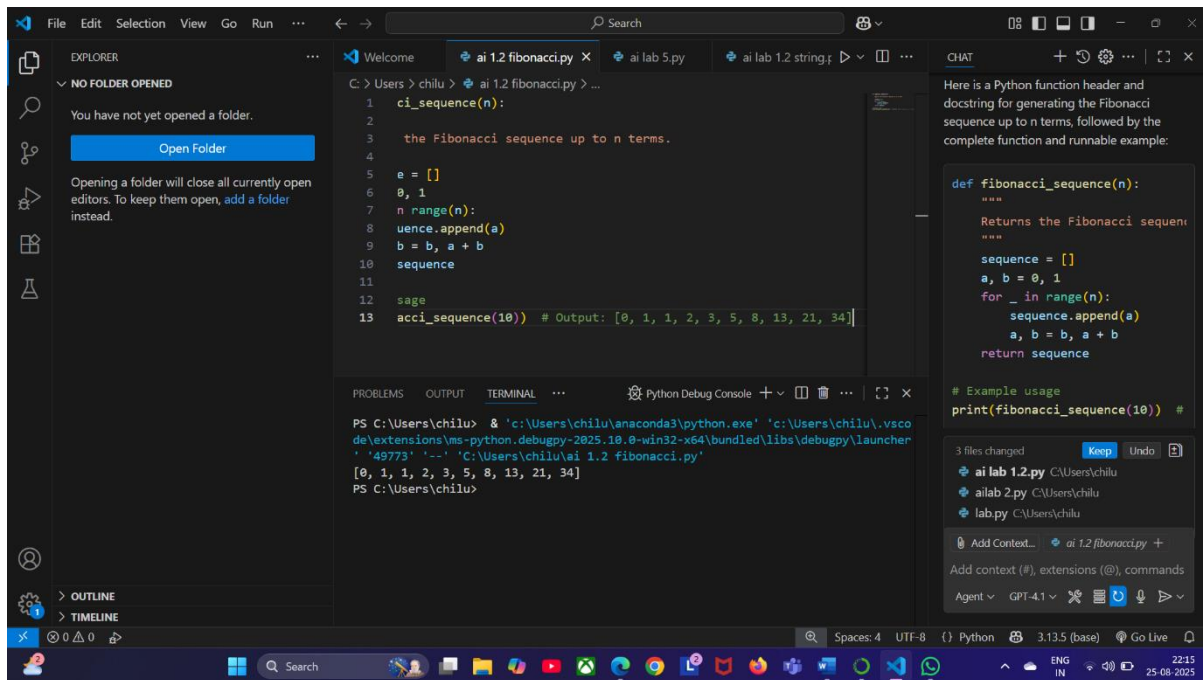 File Edit Selection View Go Run ···
Search
EXPLORER ···
NO FOLDER OPENED
You have not yet opened a folder.
Open Folder
Opening a folder will close all currently open
editors. To keep them open, add a folder
instead.
OUTLINE
TIMELINE
Welcome ai 1.2 fibonacci.py ai lab 5.py ai lab 1.2 string.p ···
C: > Users > chilu > ai 1.2 fibonacci.py > ...
1 ci_sequence(n):
2
3 the Fibonacci sequence up to n terms.
4
5 e = []
6 0, 1
7 n range(n):
8 uence.append(a)
9 b = b, a + b
10 sequence
11
12 sage
13 acci_sequence(10)) # Output: [0, 1, 1, 2, 3, 5, 8, 13, 21, 34]
PROBLEMS OUTPUT TERMINAL ··· Python Debug Console
PS C:\Users\chilu> & 'c:\Users\chilu\anaconda3\python.exe' 'c:\Users\chilu\.vsco
de\extensions\ms-python.debugpy-2025.10.0-win32-x64\bundled\libs\debugpy\launcher
' '49773' '--' 'C:\Users\chilu\ai 1.2 fibonacci.py'
[0, 1, 1, 2, 3, 5, 8, 13, 21, 34]
PS C:\Users\chilu>
CHAT
Here is a Python function header and
docstring for generating the Fibonacci
sequence up to n terms, followed by the
complete function and runnable example:
def fibonacci_sequence(n):
"""
Returns the Fibonacci sequenc
"""
sequence = []
a, b = 0, 1
for _ in range(n):
sequence.append(a)
a, b = b, a + b
return sequence
# Example usage
print(fibonacci_sequence(10)) #
3 files changed Keep Undo
ai lab 1.2.py C:\Users\chilu
ailab 2.py C:\Users\chilu
lab.py C:\Users\chilu
Add Context... ai 1.2 fibonacci.py +
Add context (#), extensions (@), commands
Agent GPT-4.1
1
0 0 Spaces: 4 UTF-8 {} Python 3.13.5 (base) Go Live
2 Search 2 ENG 22:15
IN 25-08-2025